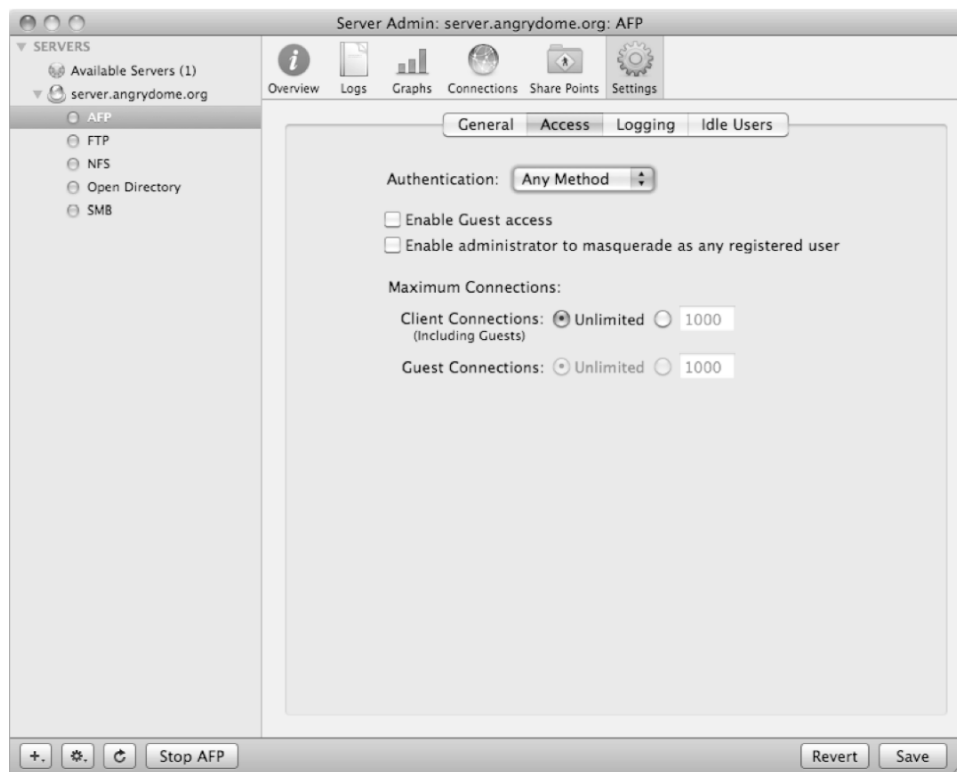 Server Admin: server.angrydome.org: AFP
SERVERS
Available Servers (1)
server.angrydome.org
AFP
FTP
NFS
Open Directory
SMB
Overview Logs Graphs Connections Share Points Settings
General Access Logging Idle Users
Authentication: Any Method
Enable Guest access
Enable administrator to masquerade as any registered user
Maximum Connections:
Client Connections: Unlimited 1000
(Including Guests)
Guest Connections: Unlimited 1000
Stop AFP
Revert Save